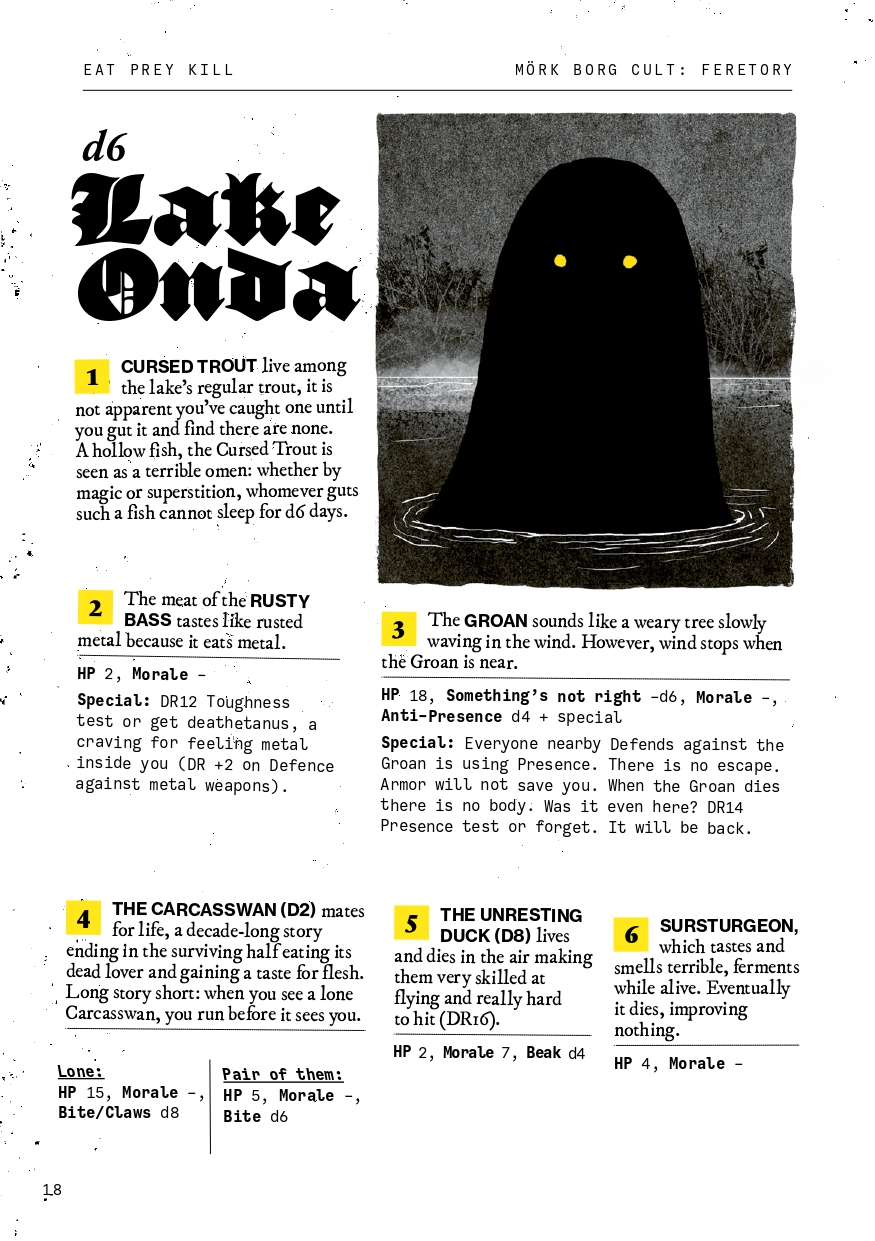 EAT PREY KILL
MÖRK BORG CULT: FERETORY
d6
Lake
Onda
1
CURSED TROUT live among
the lake's regular trout, it is
not apparent you've caught one until
you gut it and find there are none.
A hollow fish, the Cursed Trout is
seen as a terrible omen: whether by
magic or superstition, whomever guts
such a fish cannot sleep for d6 days.
2
The meat of the RUSTY
BASS tastes like rusted
metal because it eats metal.
HP 2, Morale –
Special: DR12 Toughness
test or get deathetanus, a
craving for feeling metal
inside you (DR +2 on Defence
against metal weapons).
3
The GROAN sounds like a weary tree slowly
waving in the wind. However, wind stops when
the Groan is near.
HP 18, Something's not right –d6, Morale –,
Anti-Presence d4 + special
Special: Everyone nearby Defends against the
Groan is using Presence. There is no escape.
Armor will not save you. When the Groan dies
there is no body. Was it even here? DR14
Presence test or forget. It will be back.
4
THE CARCASSWAN (D2) mates
for life, a decade-long story
ending in the surviving half eating its
dead lover and gaining a taste for flesh.
Long story short: when you see a lone
Carcasswan, you run before it sees you.
Lone:
HP 15, Morale –,
Bite/Claws d8
Pair of them:
HP 5, Morale –,
Bite d6
5
THE UNRESTING
DUCK (D8) lives
and dies in the air making
them very skilled at
flying and really hard
to hit (DR16).
HP 2, Morale 7, Beak d4
6
SURSTURGEON,
which tastes and
smells terrible, ferments
while alive. Eventually
it dies, improving
nothing.
HP 4, Morale –
18